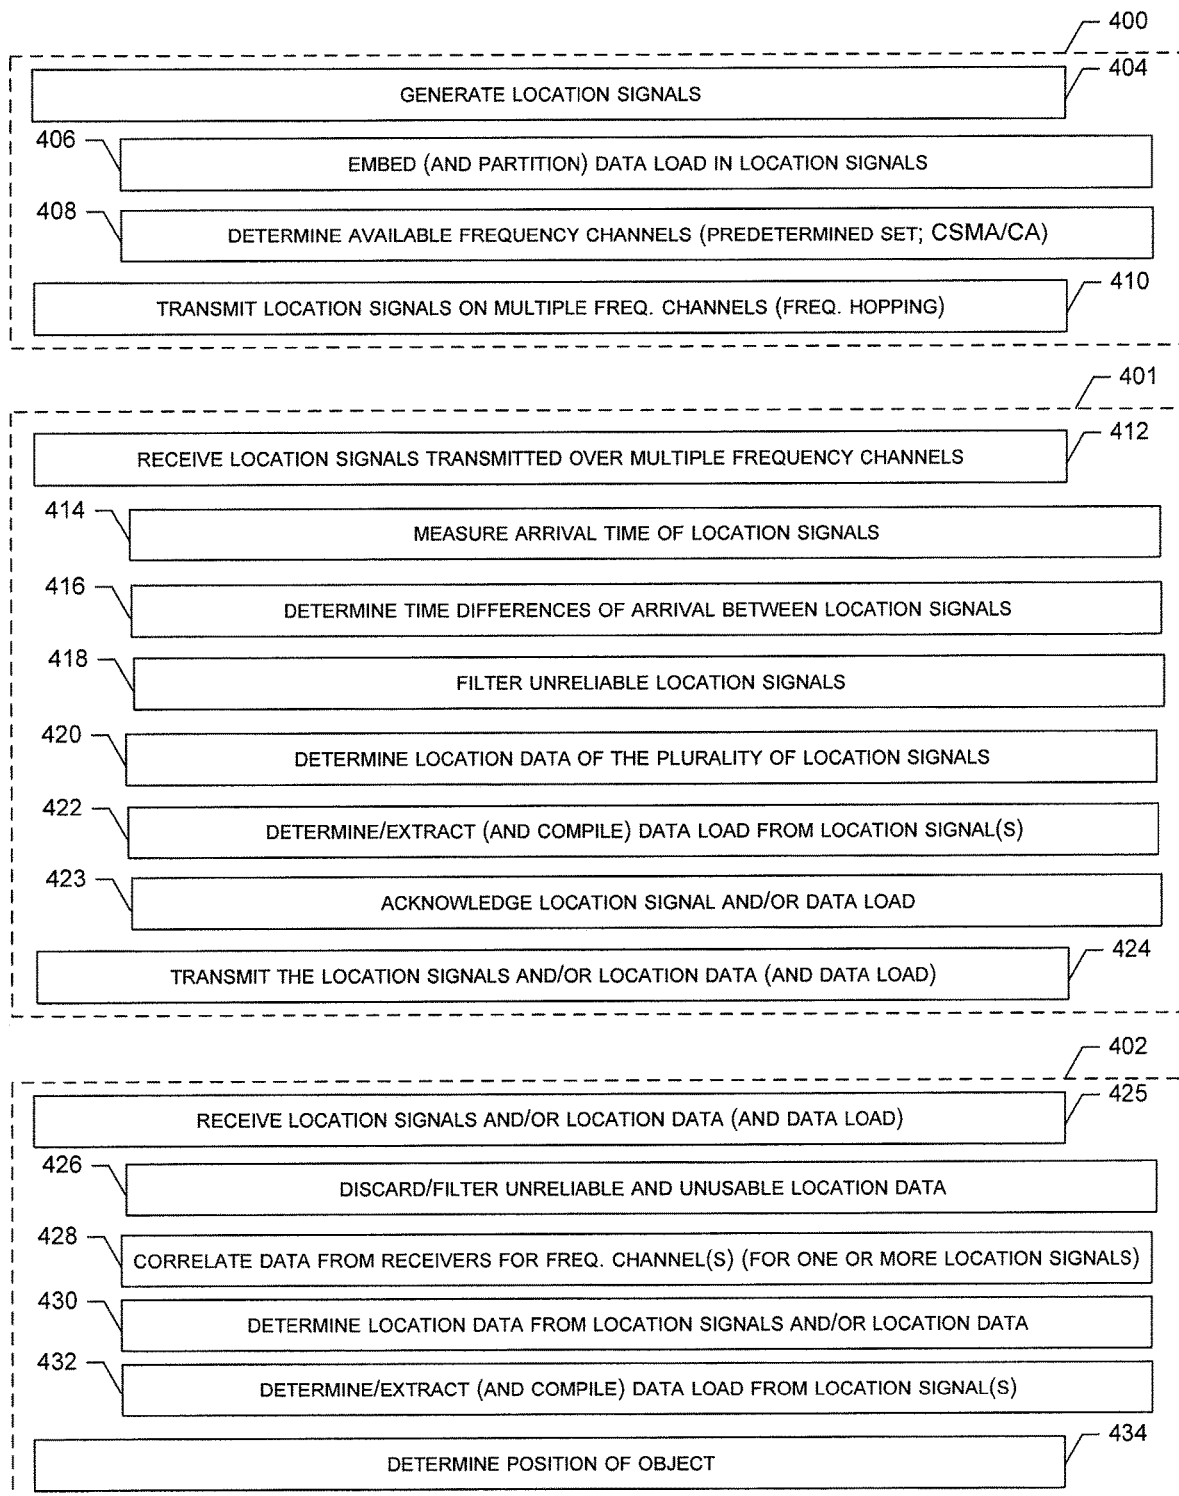 400
404
GENERATE LOCATION SIGNALS
406
EMBED (AND PARTITION) DATA LOAD IN LOCATION SIGNALS
408
DETERMINE AVAILABLE FREQUENCY CHANNELS (PREDETERMINED SET; CSMA/CA)
410
TRANSMIT LOCATION SIGNALS ON MULTIPLE FREQ. CHANNELS (FREQ. HOPPING)
401
412
RECEIVE LOCATION SIGNALS TRANSMITTED OVER MULTIPLE FREQUENCY CHANNELS
414
MEASURE ARRIVAL TIME OF LOCATION SIGNALS
416
DETERMINE TIME DIFFERENCES OF ARRIVAL BETWEEN LOCATION SIGNALS
418
FILTER UNRELIABLE LOCATION SIGNALS
420
DETERMINE LOCATION DATA OF THE PLURALITY OF LOCATION SIGNALS
422
DETERMINE/EXTRACT (AND COMPILE) DATA LOAD FROM LOCATION SIGNAL(S)
423
ACKNOWLEDGE LOCATION SIGNAL AND/OR DATA LOAD
424
TRANSMIT THE LOCATION SIGNALS AND/OR LOCATION DATA (AND DATA LOAD)
402
425
RECEIVE LOCATION SIGNALS AND/OR LOCATION DATA (AND DATA LOAD)
426
DISCARD/FILTER UNRELIABLE AND UNUSABLE LOCATION DATA
428
CORRELATE DATA FROM RECEIVERS FOR FREQ. CHANNEL(S) (FOR ONE OR MORE LOCATION SIGNALS)
430
DETERMINE LOCATION DATA FROM LOCATION SIGNALS AND/OR LOCATION DATA
432
DETERMINE/EXTRACT (AND COMPILE) DATA LOAD FROM LOCATION SIGNAL(S)
434
DETERMINE POSITION OF OBJECT